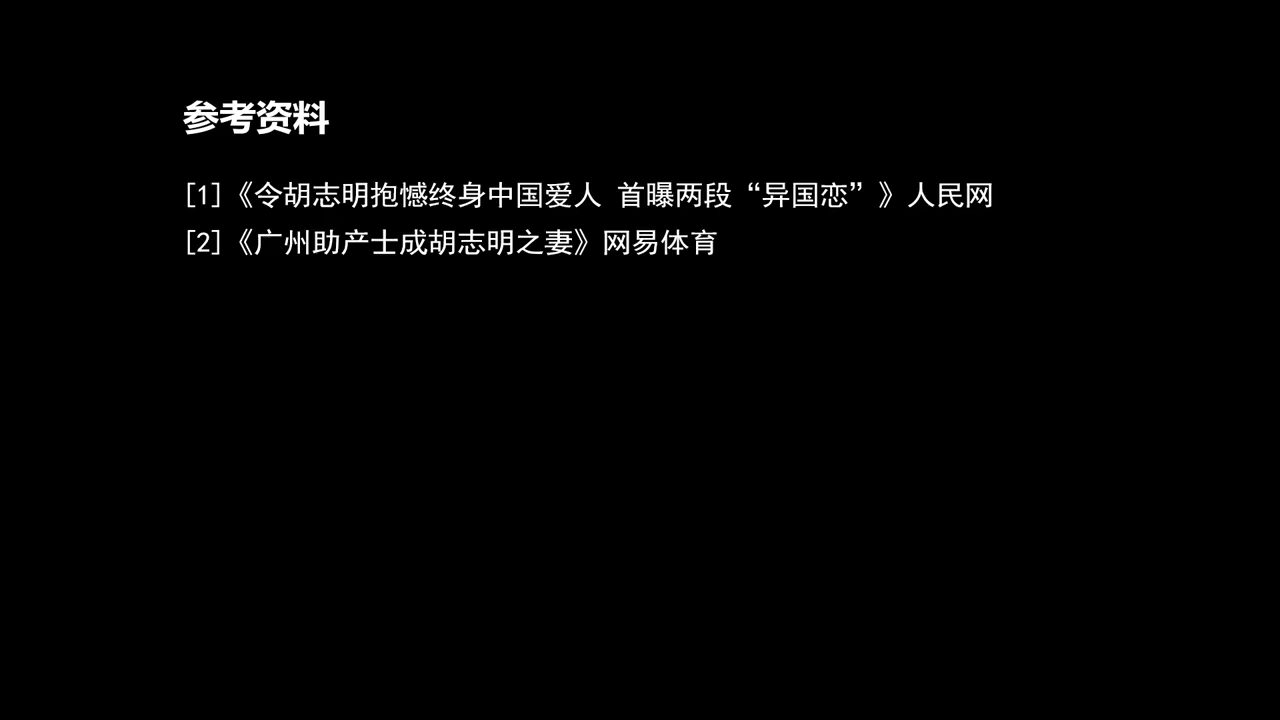 参考资料
[1]《令胡志明抱憾终身中国爱人 首曝两段“异国恋”》人民网
[2]《广州助产士成胡志明之妻》网易体育